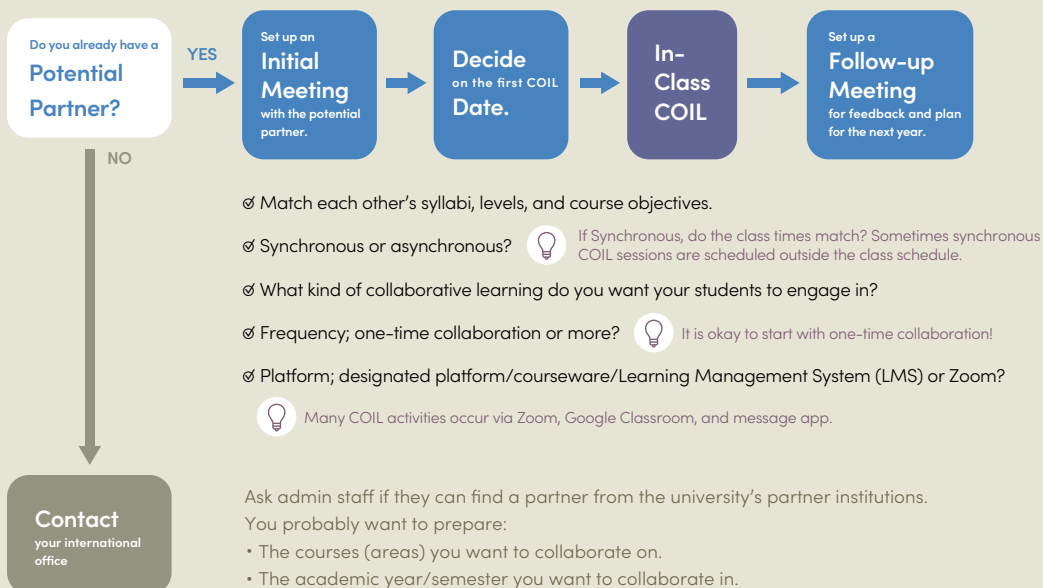 Do you already have a
Potential
Partner?
YES
Set up an
Initial
Meeting
with the potential
partner.
Decide
on the first COIL
Date.
In-
Class
COIL
Set up a
Follow-up
Meeting
for feedback and plan
for the next year.
NO
Match each other's syllabi, levels, and course objectives.
Synchronous or asynchronous?
If Synchronous, do the class times match? Sometimes synchronous
COIL sessions are scheduled outside the class schedule.
What kind of collaborative learning do you want your students to engage in?
Frequency; one-time collaboration or more?
It is okay to start with one-time collaboration!
Platform; designated platform/courseware/Learning Management System (LMS) or Zoom?
Many COIL activities occur via Zoom, Google Classroom, and message app.
Contact
your international
office
Ask admin staff if they can find a partner from the university's partner institutions.
You probably want to prepare:
• The courses (areas) you want to collaborate on.
• The academic year/semester you want to collaborate in.